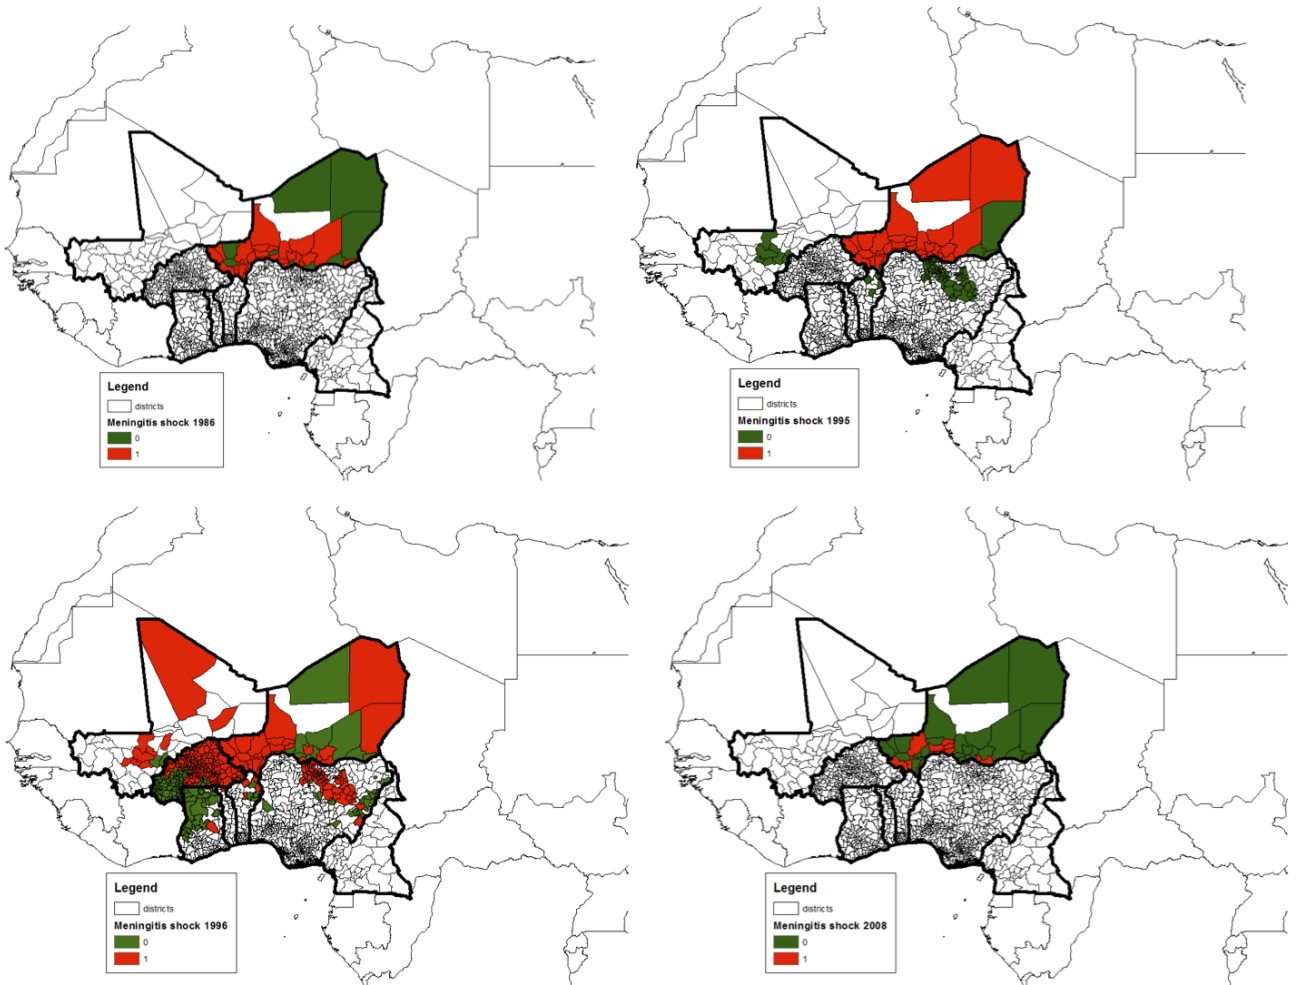 Legend
districts
Meningitis shock 1986
0
1
Legend
districts
Meningitis shock 1995
0
1
Legend
districts
Meningitis shock 1996
0
1
Legend
districts
Meningitis shock 2008
0
1